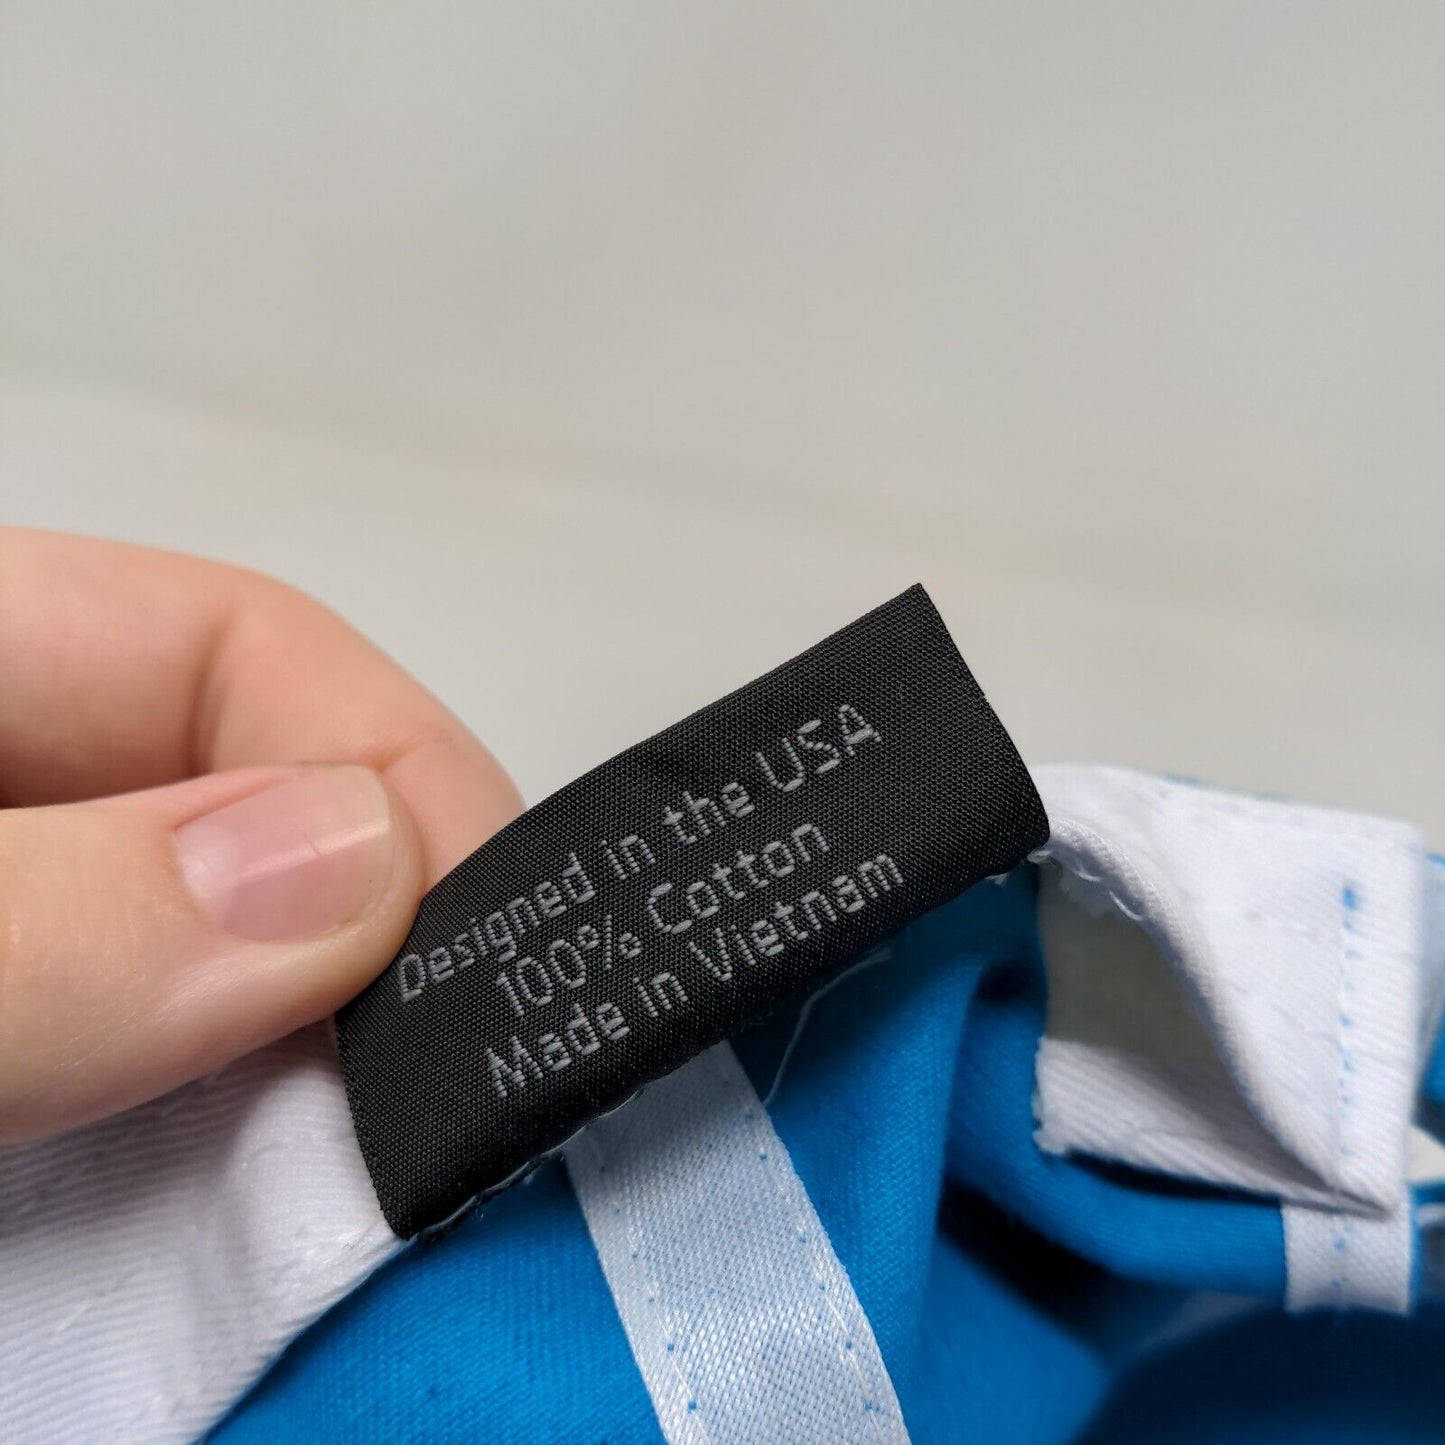 Designed in the USA
100% Cotton
Made in Vietnam